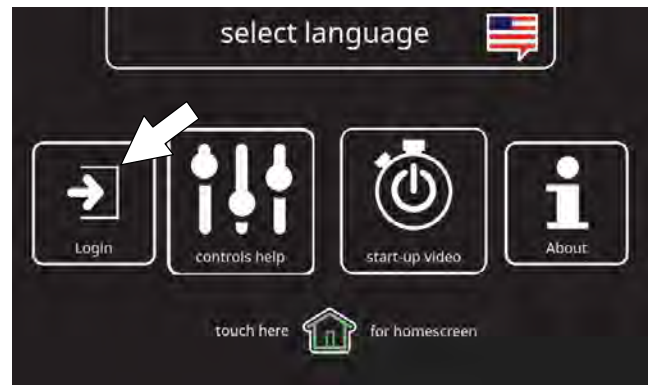 select language
Login
controls help
start-up video
About
touch here for homescreen